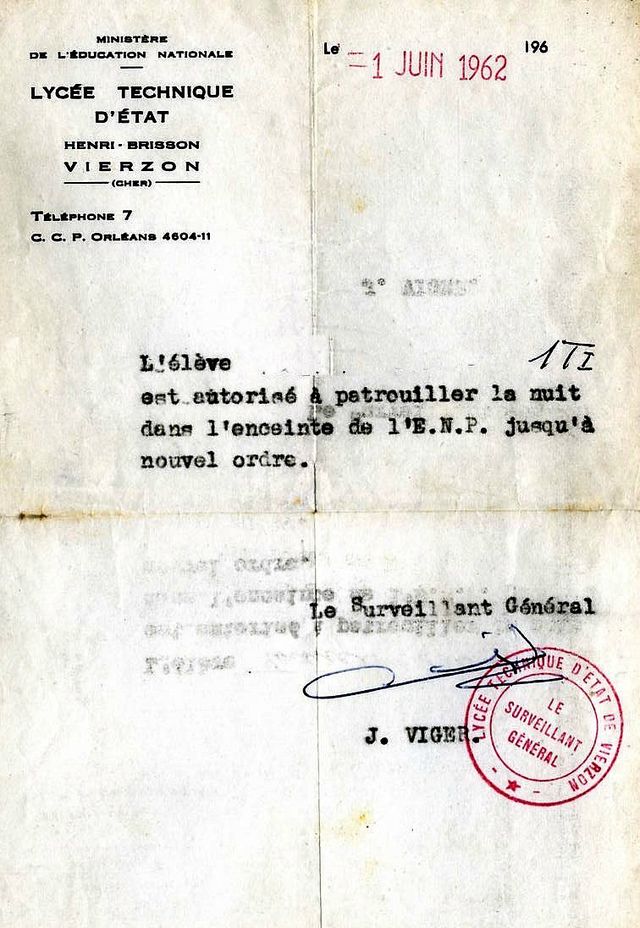 MINISTÈRE
DE L'ÉDUCATION NATIONALE
LYCÉE TECHNIQUE
D'ÉTAT
HENRI-BRISSON
VIERZON
(CHER)
TÉLÉPHONE 7
C. C. P. ORLÉANS 4604-11
Le -1 JUIN 1962 196
L'élève 1TI
est autorisé à patrouiller la nuit
dans l'enceinte de l'E.N.P. jusqu'à
nouvel ordre.
Le Surveillant Général
J. VIGER.
LYCÉE TECHNIQUE D'ÉTAT DE VIERZON
LE
SURVEILLANT
GÉNÉRAL